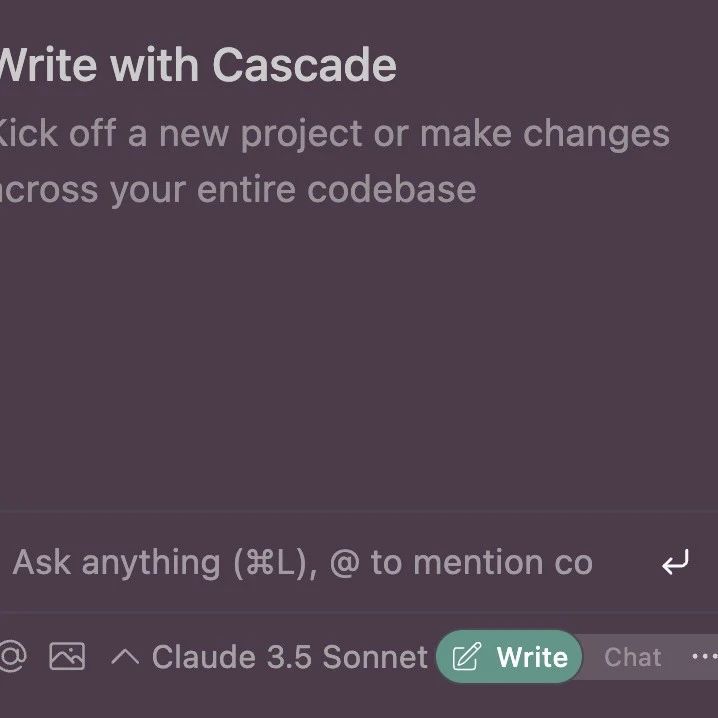 Write with Cascade
Kick off a new project or make changes
across your entire codebase
Ask anything (⌘L), @ to mention co
@ Claude 3.5 Sonnet Write Chat ...